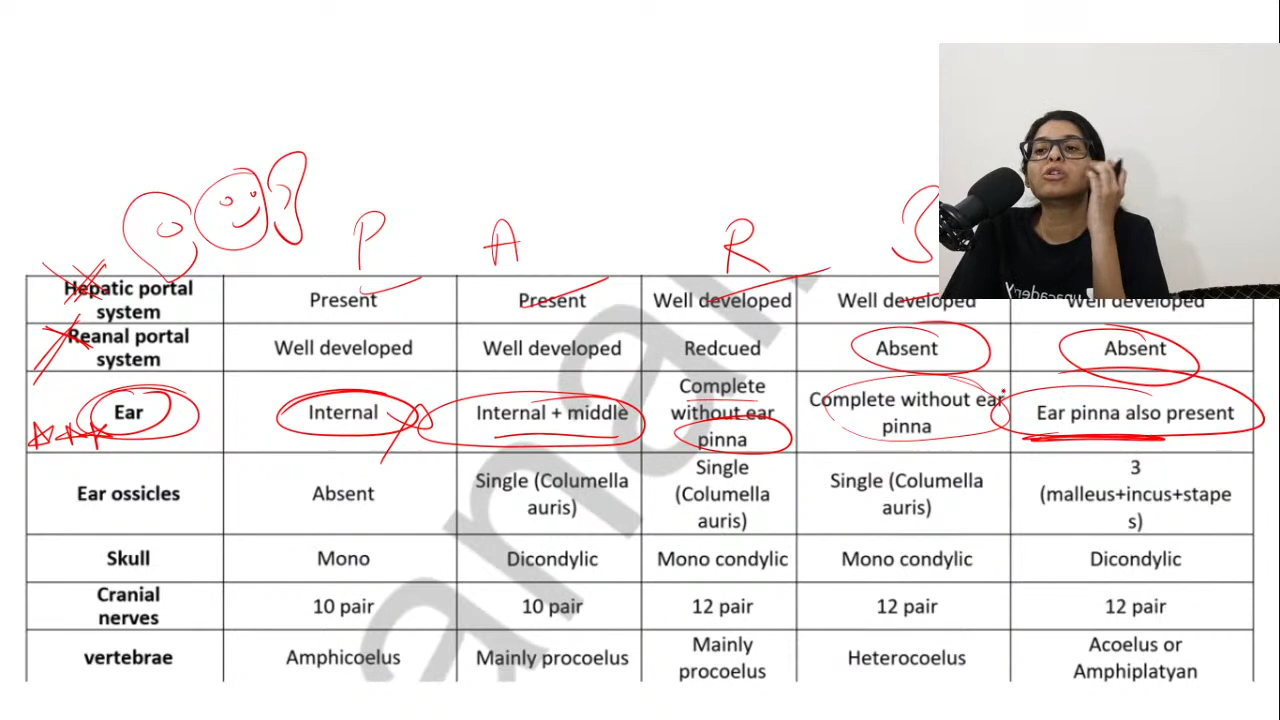 P A R
Hepatic portal
system
Present
Present
Well developed
Well developed
Well developed
Reanal portal
system
Well developed
Well developed
Redcued
Absent
Absent
Ear
Internal
Internal + middle
Complete
without ear
pinna
Complete without ear
pinna
Ear pinna also present
Ear ossicles
Absent
Single (Columella
auris)
Single
(Columella
auris)
Single (Columella
auris)
3
(malleus+incus+stape
s)
Skull
Mono
Dicondylic
Mono condylic
Mono condylic
Dicondylic
Cranial
nerves
10 pair
10 pair
12 pair
12 pair
12 pair
vertebrae
Amphicoelus
Mainly procoelus
Mainly
procoelus
Heterocoelus
Acoelus or
Amphiplatyan